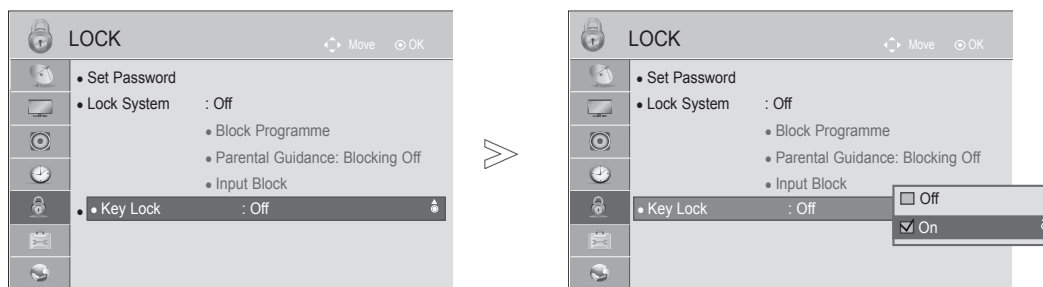 LOCK
Move OK
• Set Password
• Lock System : Off
• Block Programme
• Parental Guidance: Blocking Off
• Input Block
• • Key Lock : Off
LOCK
Move OK
• Set Password
• Lock System : Off
• Block Programme
• Parental Guidance: Blocking Off
• Input Block
• Key Lock : Off
Off
On